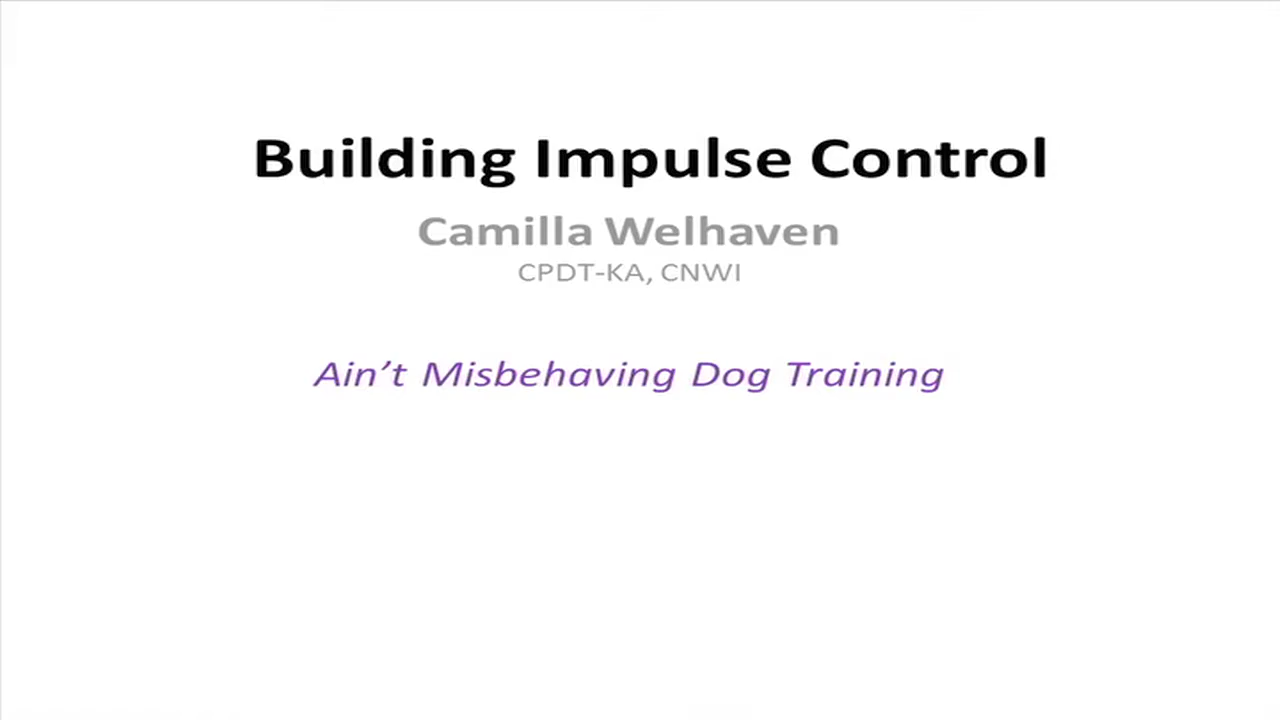 Building Impulse Control
Camilla Welhaven
CPDT-KA, CNWI
Ain’t Misbehaving Dog Training